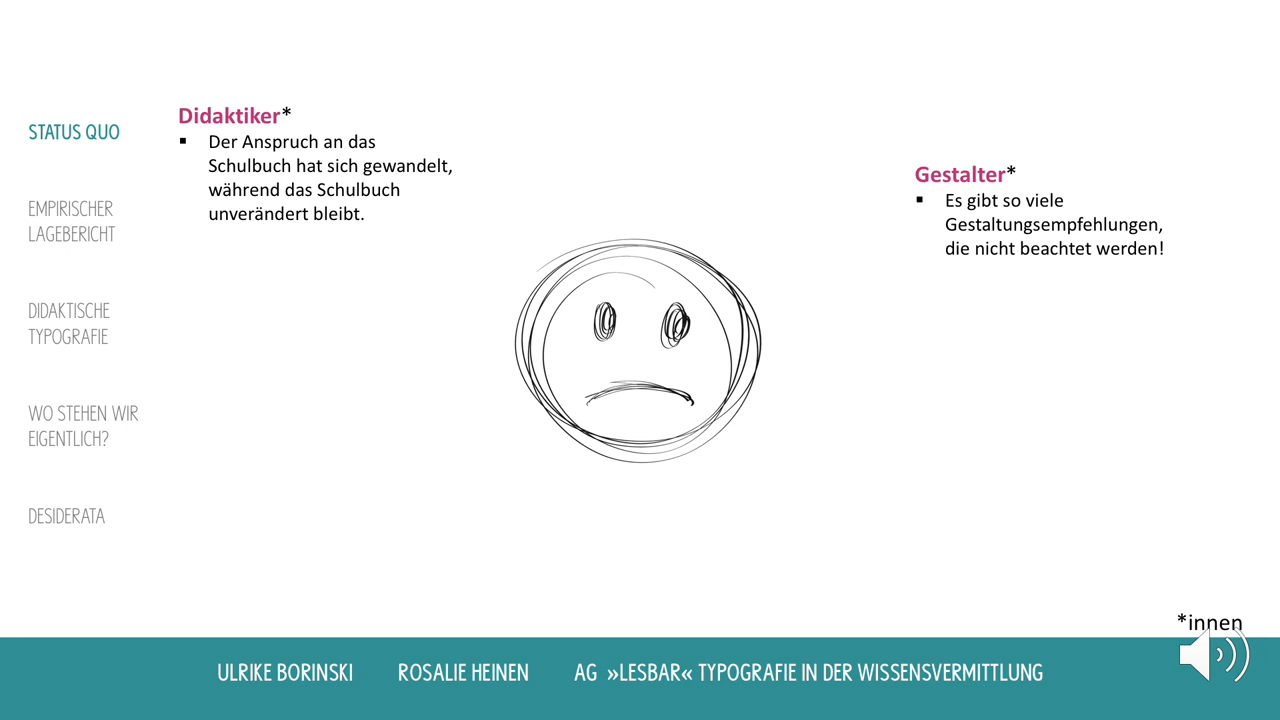 STATUS QUO
EMPIRISCHER
LAGEBERICHT
DIDAKTISCHE
TYPOGRAFIE
WO STEHEN WIR
EIGENTLICH?
DESIDERATA
Didaktiker*
▪ Der Anspruch an das
Schulbuch hat sich gewandelt,
während das Schulbuch
unverändert bleibt.
Gestalter*
▪ Es gibt so viele
Gestaltungsempfehlungen,
die nicht beachtet werden!
*innen
ULRIKE BORINSKI ROSALIE HEINEN AG »LESBAR« TYPOGRAFIE IN DER WISSENSVERMITTLUNG